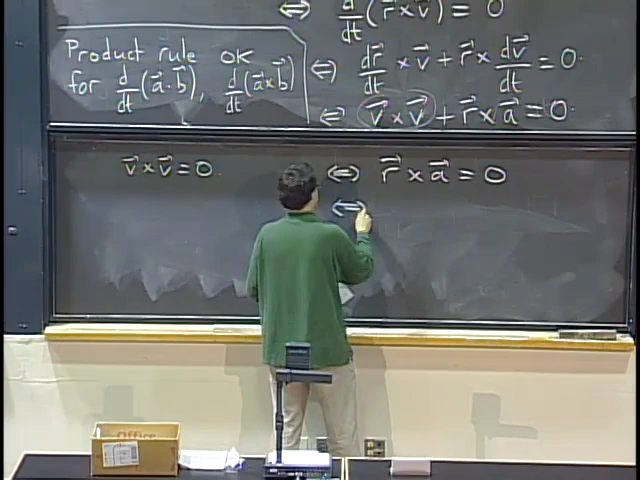 ⇔ d/dt (r⃗ × v⃗) = 0
Product rule OK
for d/dt (a⃗ · b⃗), d/dt (a⃗ × b⃗)
⇔ dr⃗/dt × v⃗ + r⃗ × dv⃗/dt = 0.
⇔ v⃗ × v⃗ + r⃗ × a⃗ = 0.
v⃗ × v⃗ = 0 ⇔ r⃗ × a⃗ = 0
⇔
Office